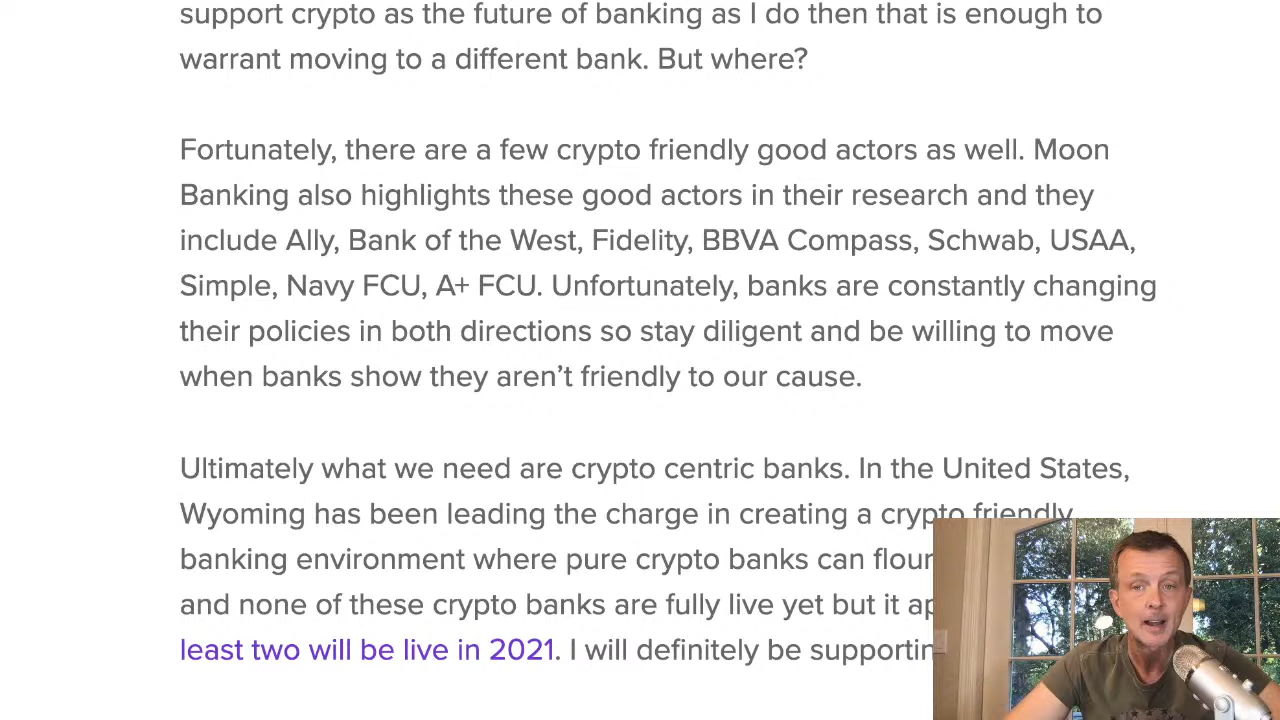 support crypto as the future of banking as I do then that is enough to
warrant moving to a different bank. But where?
Fortunately, there are a few crypto friendly good actors as well. Moon
Banking also highlights these good actors in their research and they
include Ally, Bank of the West, Fidelity, BBVA Compass, Schwab, USAA,
Simple, Navy FCU, A+ FCU. Unfortunately, banks are constantly changing
their policies in both directions so stay diligent and be willing to move
when banks show they aren’t friendly to our cause.
Ultimately what we need are crypto centric banks. In the United States,
Wyoming has been leading the charge in creating a crypto friendly
banking environment where pure crypto banks can
and none of these crypto banks are fully live yet but it
least two will be live in 2021. I will definitely be